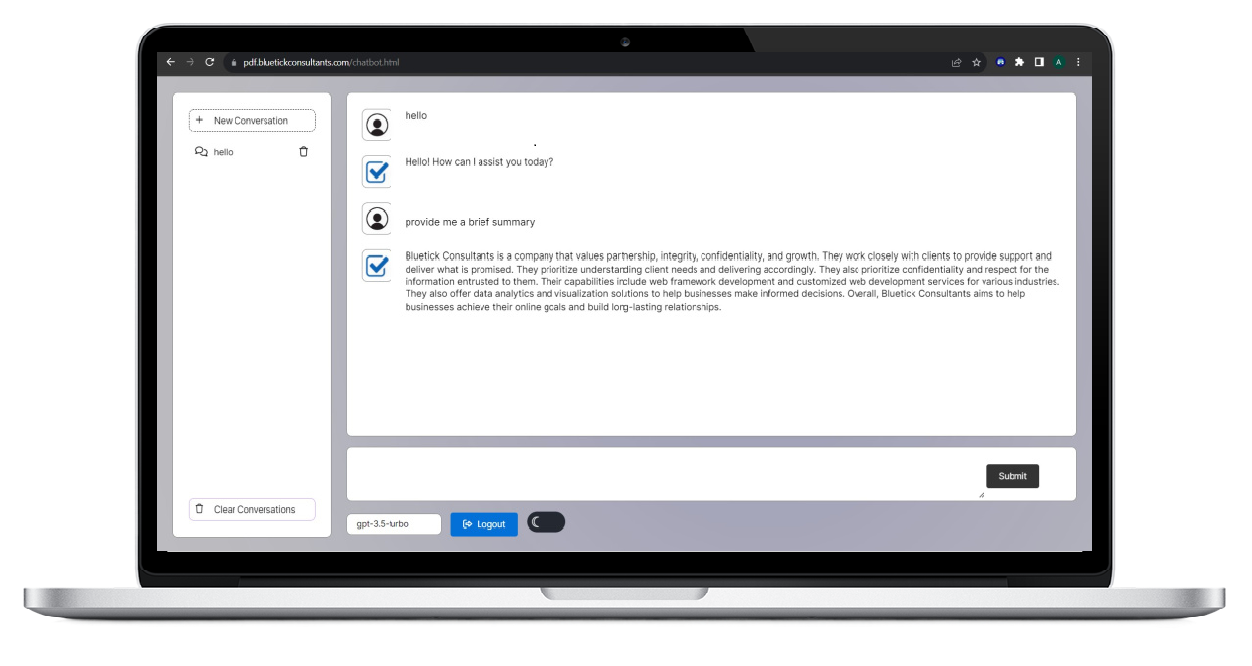 pdf.bluetickconsultants.com/chatbot.html
A
+ New Conversation
hello
Clear Conversations
hello
Hello! How can I assist you today?
provide me a brief summary
Bluetick Consultants is a company that values partnership, integrity, confidentiality, and growth. They work closely with clients to provide support and
deliver what is promised. They prioritize understanding client needs and delivering accordingly. They also prioritize confidentiality and respect for the
information entrusted to them. Their capabilities include web framework development and customized web development services for various industries.
They also offer data analytics and visualization solutions to help businesses make informed decisions. Overall, Bluetick Consultants aims to help
businesses achieve their online goals and build long-lasting relationships.
Submit
gpt-3.5-turbo
Logout